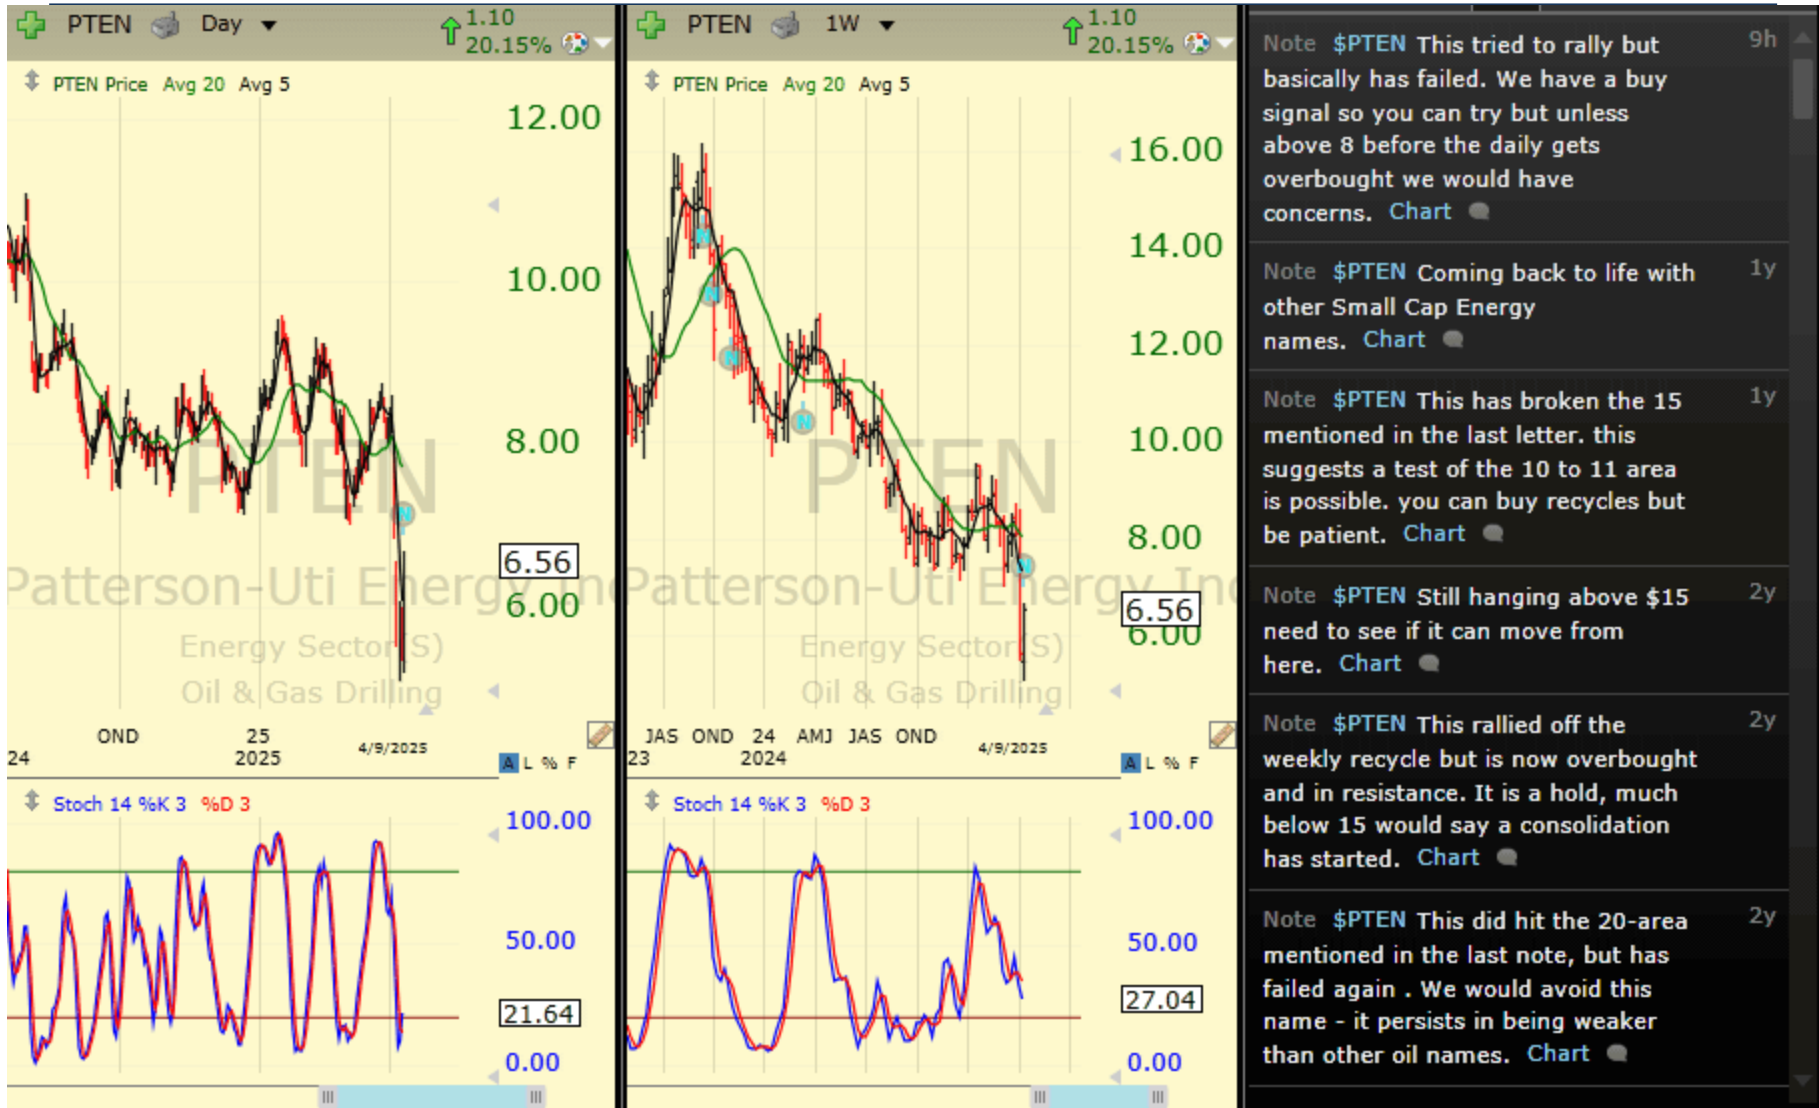 PTEN Day
1.10
20.15%
PTEN Price Avg 20 Avg 5
12.00
10.00
8.00
6.56
6.00
PTEN
Patterson-Uti Energy Inc
Energy Sector(S)
Oil & Gas Drilling
OND 25
24 2025 4/9/2025
A L % F
Stoch 14 %K 3 %D 3
100.00
50.00
21.64
0.00
PTEN 1W
1.10
20.15%
PTEN Price Avg 20 Avg 5
16.00
14.00
12.00
10.00
8.00
6.56
6.00
N
N
N
N
N
N
PTEN
Patterson-Uti Energy Inc
Energy Sector(S)
Oil & Gas Drilling
JAS OND 24 AMJ JAS OND
23 2024 4/9/2025
A L % F
Stoch 14 %K 3 %D 3
100.00
50.00
27.04
0.00
Note $PTEN This tried to rally but 9h
basically has failed. We have a buy
signal so you can try but unless
above 8 before the daily gets
overbought we would have
concerns. Chart
Note $PTEN Coming back to life with 1y
other Small Cap Energy
names. Chart
Note $PTEN This has broken the 15 1y
mentioned in the last letter. this
suggests a test of the 10 to 11 area
is possible. you can buy recycles but
be patient. Chart
Note $PTEN Still hanging above $15 2y
need to see if it can move from
here. Chart
Note $PTEN This rallied off the 2y
weekly recycle but is now overbought
and in resistance. It is a hold, much
below 15 would say a consolidation
has started. Chart
Note $PTEN This did hit the 20-area 2y
mentioned in the last note, but has
failed again . We would avoid this
name - it persists in being weaker
than other oil names. Chart